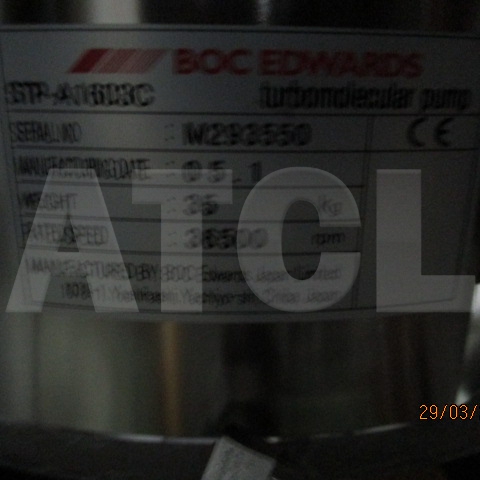 BOC EDWARDS
STP-A1603C turbomolecular pump
SERIAL NO : M293550 CE
MANUFACTURING DATE : 05.1
WEIGHT : 35 kg
RATED SPEED : 36500 rpm
MANUFACTURED BY : BOC Edwards Japan Limited
ATCL
29/03/